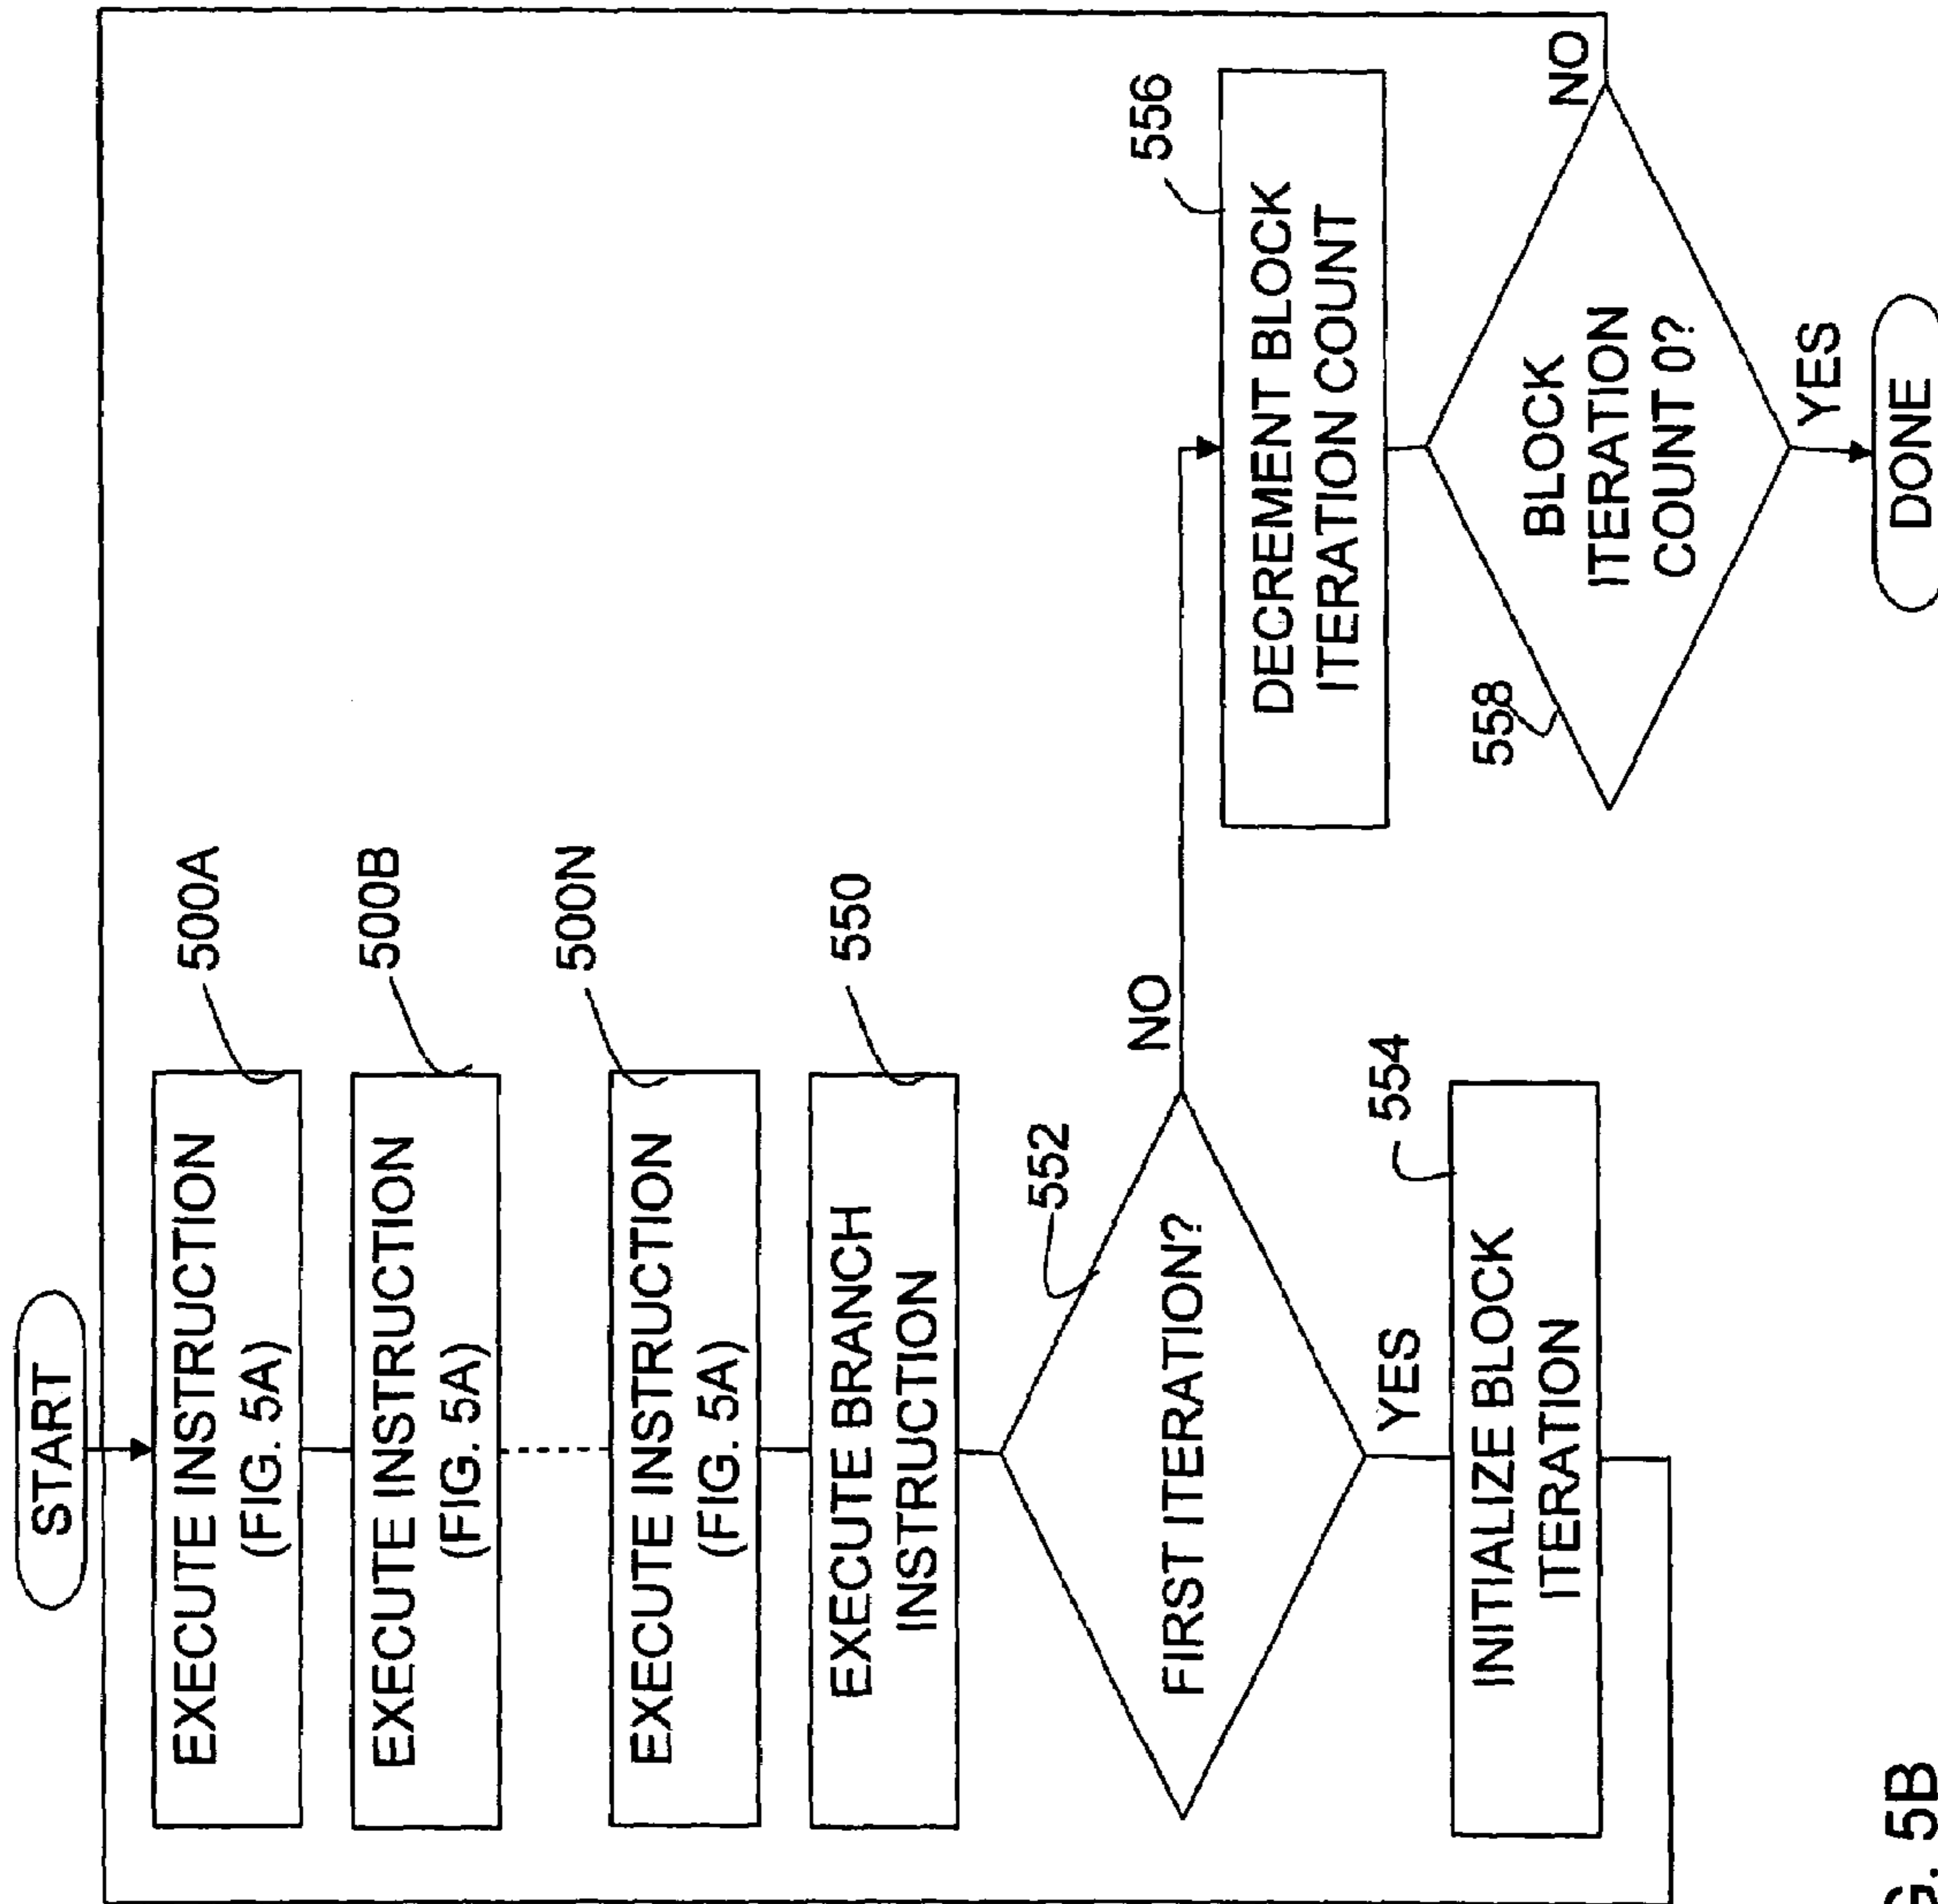 START
EXECUTE INSTRUCTION
(FIG. 5A)
500A
EXECUTE INSTRUCTION
(FIG. 5A)
500B
EXECUTE INSTRUCTION
(FIG. 5A)
500N
EXECUTE BRANCH
INSTRUCTION
550
FIRST ITERATION?
552
NO
YES
INITIALIZE BLOCK
ITERATION
554
DECREMENT BLOCK
ITERATION COUNT
556
BLOCK
ITERATION
COUNT 0?
558
NO
YES
DONE
G. 5B